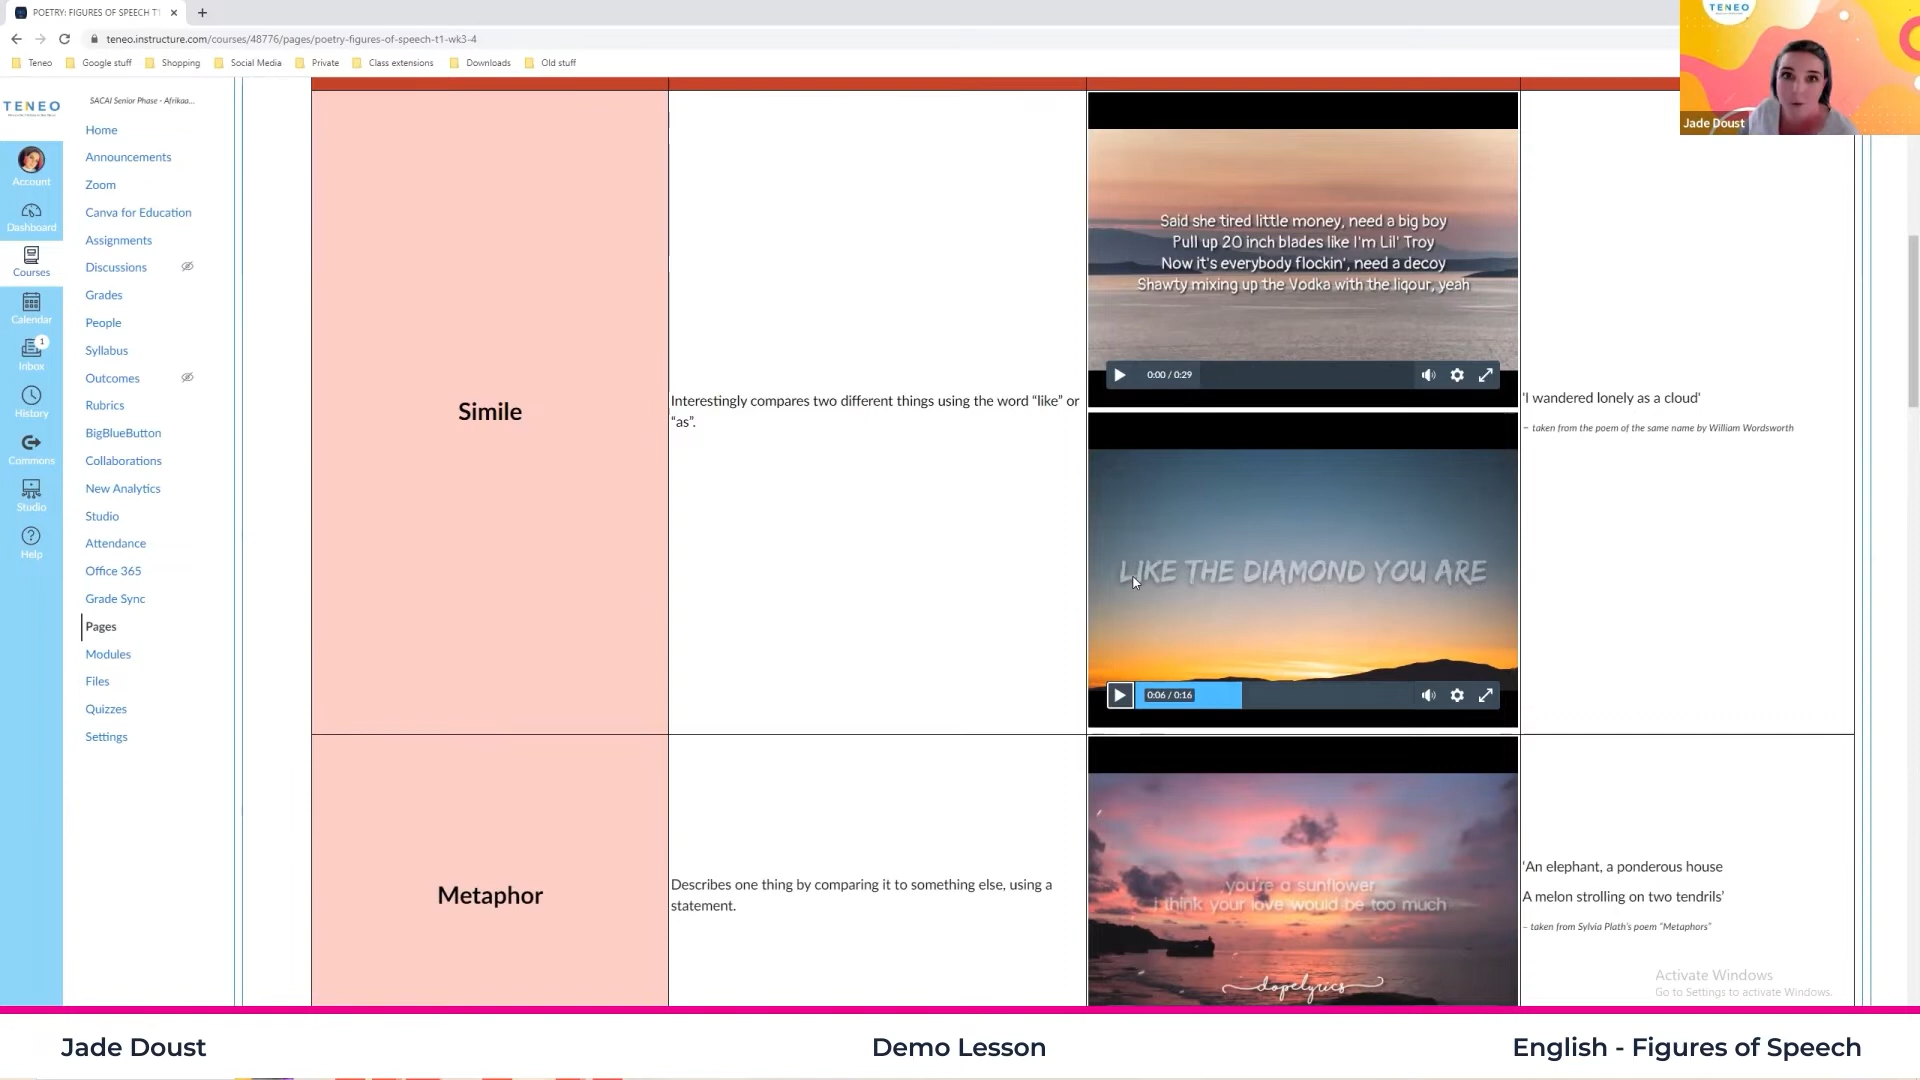 POETRY: FIGURES OF SPEECH T1
teneo.instructure.com/courses/48776/pages/poetry-figures-of-speech-t1-wk3-4
Teneo
Google stuff
Shopping
Social Media
Private
Class extensions
Downloads
Old stuff
TENEO
Jade Doust
TENEO
Account
Dashboard
Courses
Calendar
1
Inbox
History
Commons
Studio
Help
SACAI Senior Phase - Afrikaa...
Home
Announcements
Zoom
Canva for Education
Assignments
Discussions
Grades
People
Syllabus
Outcomes
Rubrics
BigBlueButton
Collaborations
New Analytics
Studio
Attendance
Office 365
Grade Sync
Pages
Modules
Files
Quizzes
Settings
Simile
Interestingly compares two different things using the word “like” or
“as”.
Said she tired little money, need a big boy
Pull up 20 inch blades like I'm Lil' Troy
Now it's everybody flockin', need a decoy
Shawty mixing up the Vodka with the liqour, yeah
0:00 / 0:29
LIKE THE DIAMOND YOU ARE
0:06 / 0:16
'I wandered lonely as a cloud'
– taken from the poem of the same name by William Wordsworth
Metaphor
Describes one thing by comparing it to something else, using a
statement.
you're a sunflower
i think your love would be too much
dopelyrics
‘An elephant, a ponderous house
A melon strolling on two tendrils’
– taken from Sylvia Plath's poem “Metaphors”
Activate Windows
Go to Settings to activate Windows.
Jade Doust
Demo Lesson
English - Figures of Speech